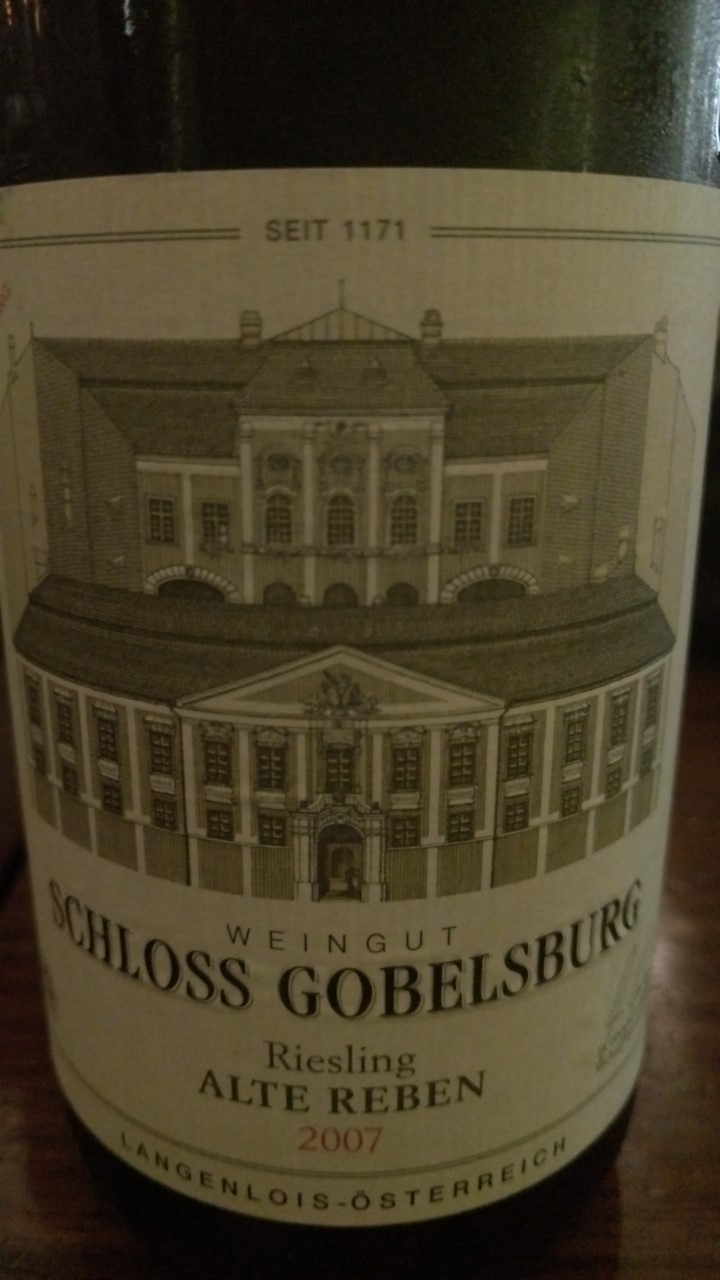 SEIT 1171
WEINGUT
SCHLOSS GOBELSBURG
Riesling
ALTE REBEN
2007
LANGENLOIS-ÖSTERREICH